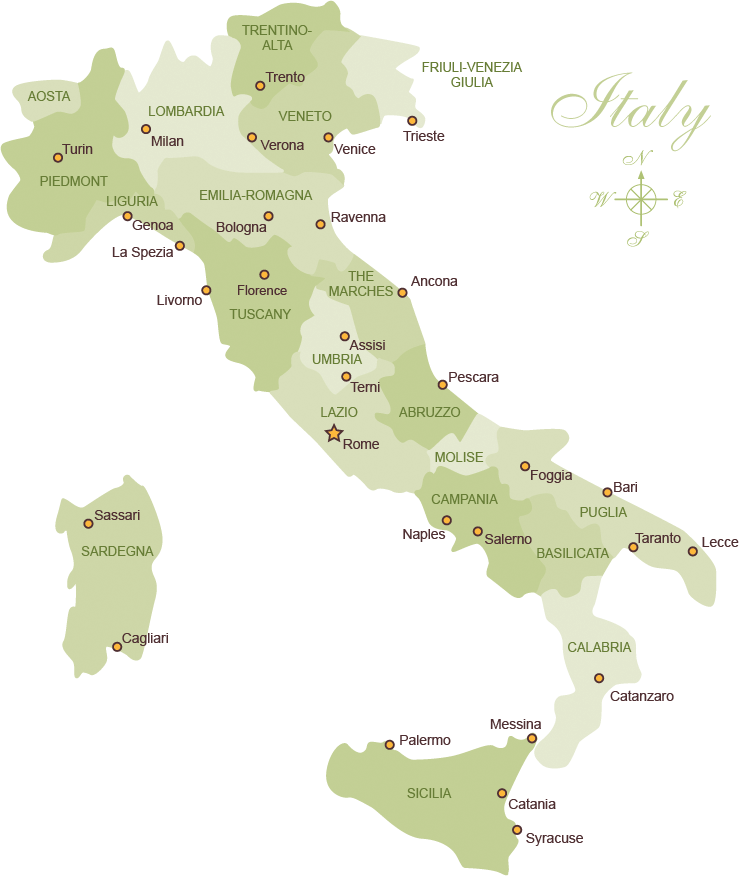 TRENTINO-
ALTA
Trento
FRIULI-VENEZIA
GIULIA
Italy
AOSTA
LOMBARDIA
VENETO
Turin
Milan
Verona
Venice
Trieste
N
W
E
S
PIEDMONT
LIGURIA
EMILIA-ROMAGNA
Genoa
Bologna
Ravenna
La Spezia
THE
MARCHES
Ancona
Livorno
Florence
TUSCANY
Assisi
UMBRIA
Terni
Pescara
LAZIO
ABRUZZO
Rome
MOLISE
Foggia
Bari
CAMPANIA
PUGLIA
Naples
Salerno
BASILICATA
Taranto
Lecce
Sassari
SARDEGNA
Cagliari
CALABRIA
Catanzaro
Messina
Palermo
SICILIA
Catania
Syracuse